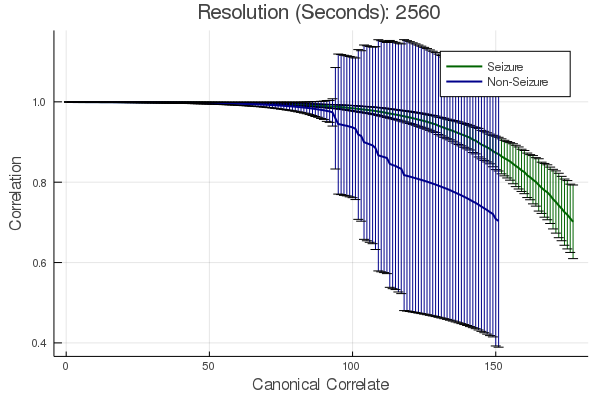 Resolution (Seconds): 2560
Seizure
Non-Seizure
1.0
0.8
0.6
0.4
Correlation
0
50
100
150
Canonical Correlate